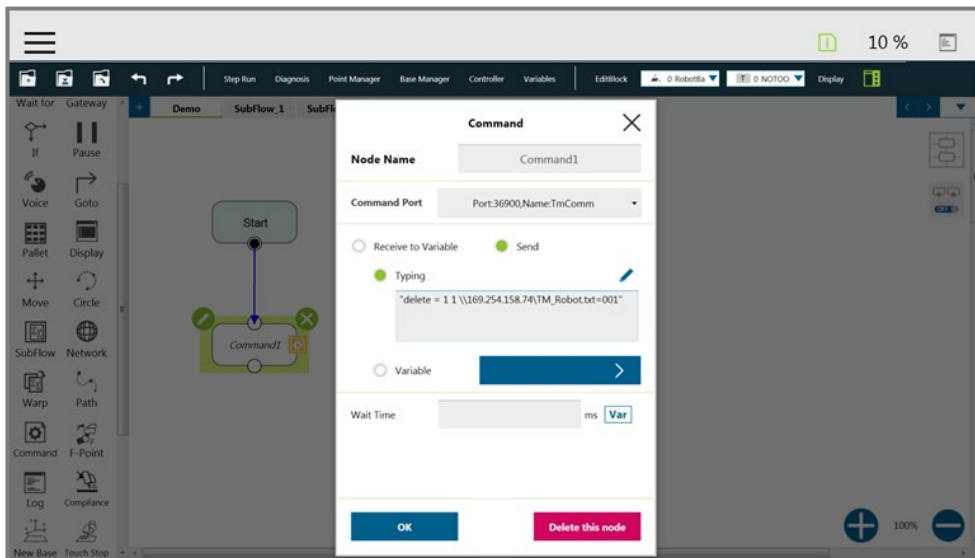 10 %
Step Run Diagnosis Point Manager Base Manager Controller Variables EditBlock 0 RobotBa T 0 NOTOO Display
Wait for Gateway
Demo SubFlow_1 SubFl
If Pause
Voice Goto
Pallet Display
Move Circle
SubFlow Network
Warp Path
Command F-Point
Log Compliance
New Base Touch Stop
Start
Command1
Command
Node Name Command1
Command Port Port:36900,Name:TmComm
Receive to Variable Send
Typing
"delete = 1 1 \\169.254.158.74\TM_Robot.txt=001"
Variable
Wait Time ms Var
OK Delete this node
OFF
100%